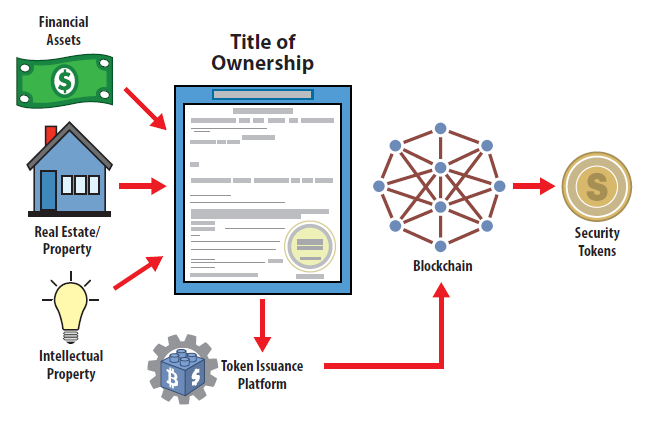 Financial
Assets
Title of
Ownership
$
Real Estate/
Property
Intellectual
Property
Token Issuance
Platform
Blockchain
S
Security
Tokens